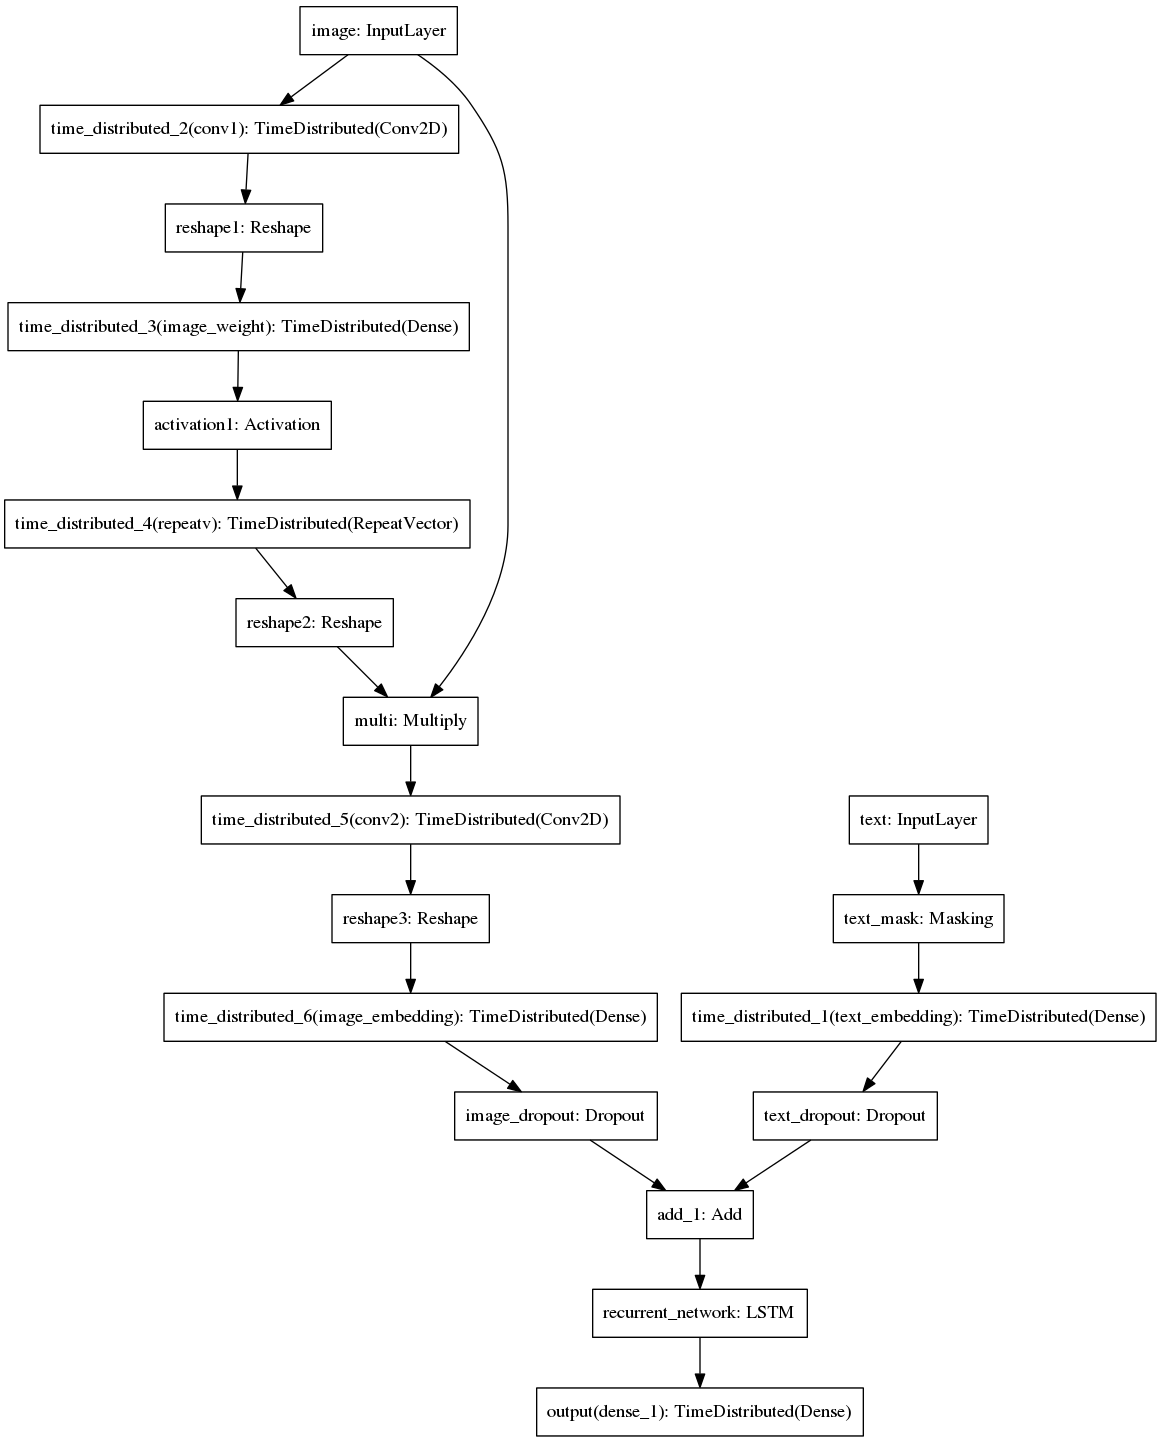 image: InputLayer
time_distributed_2(conv1): TimeDistributed(Conv2D)
reshape1: Reshape
time_distributed_3(image_weight): TimeDistributed(Dense)
activation1: Activation
time_distributed_4(repeatv): TimeDistributed(RepeatVector)
reshape2: Reshape
multi: Multiply
time_distributed_5(conv2): TimeDistributed(Conv2D)
text: InputLayer
reshape3: Reshape
text_mask: Masking
time_distributed_6(image_embedding): TimeDistributed(Dense)
time_distributed_1(text_embedding): TimeDistributed(Dense)
image_dropout: Dropout
text_dropout: Dropout
add_1: Add
recurrent_network: LSTM
output(dense_1): TimeDistributed(Dense)